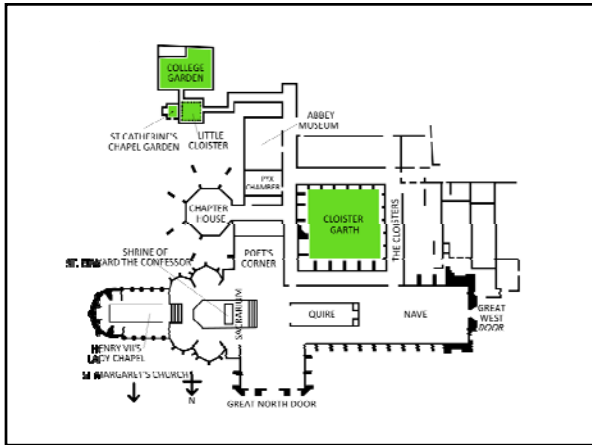 COLLEGE
GARDEN
ABBEY
MUSEUM
ST CATHERINE'S
CHAPEL GARDEN
LITTLE
CLOISTER
PYX
CHAMBER
CHAPTER
HOUSE
CLOISTER
GARTH
THE CLOISTERS
SHRINE OF
ST. EDWARD THE CONFESSOR
POET'S
CORNER
SACRARIUM
QUIRE
NAVE
GREAT
WEST
DOOR
HENRY VII'S
LADY CHAPEL
ST MARGARET'S CHURCH
N
GREAT NORTH DOOR